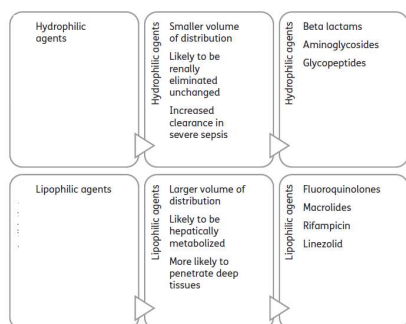 Hydrophilic
agents
Hydrophilic agents
Smaller volume
of distribution
Likely to be
renally
eliminated
unchanged
Increased
clearance in
severe sepsis
Hydrophilic agents
Beta lactams
Aminoglycosides
Glycopeptides
Lipophilic agents
Lipophilic agents
Larger volume of
distribution
Likely to be
hepatically
metabolized
More likely to
penetrate deep
tissues
Lipophilic agents
Fluoroquinolones
Macrolides
Rifampicin
Linezolid